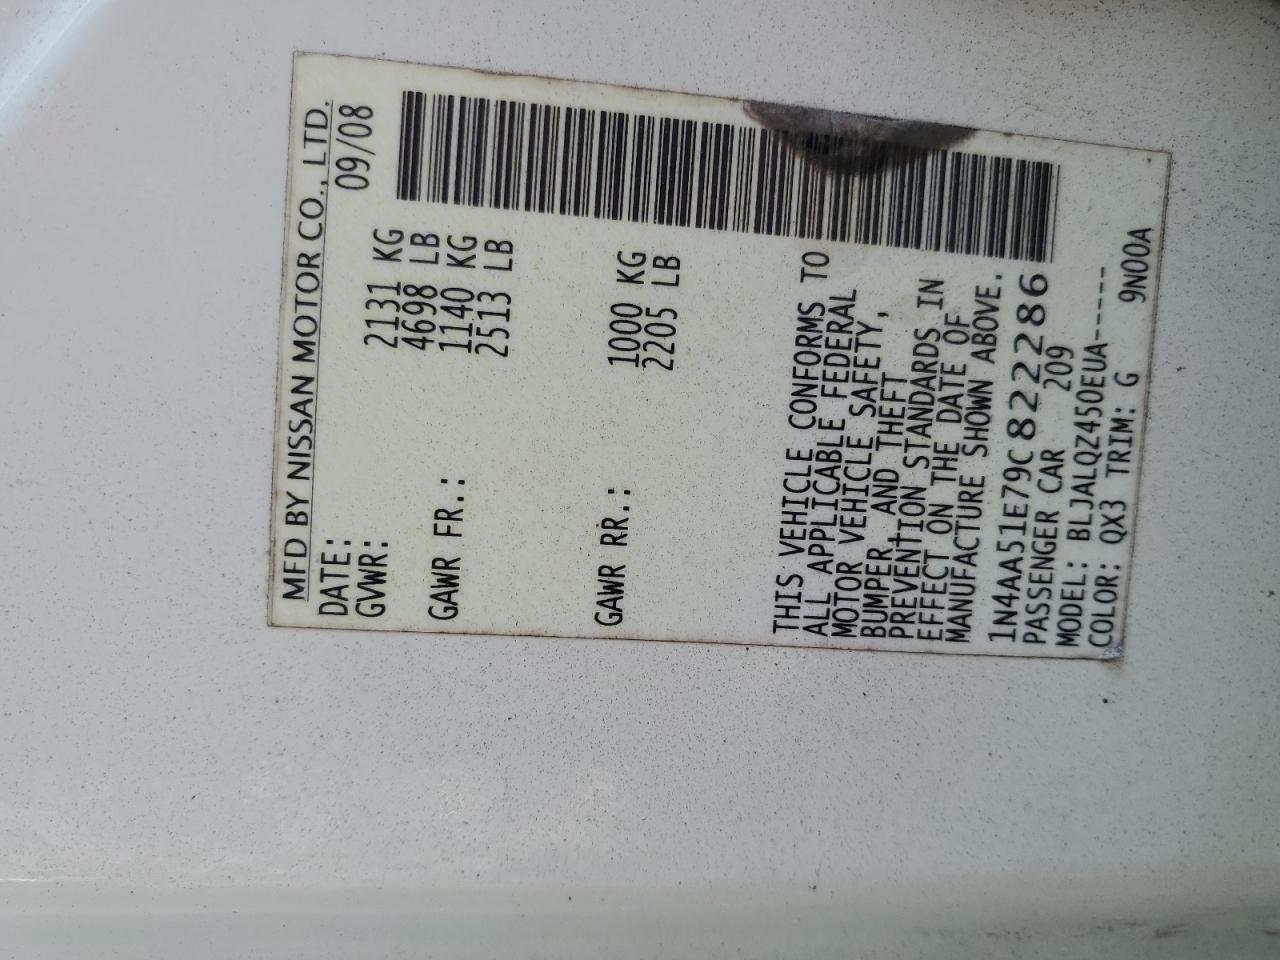 MFD BY NISSAN MOTOR CO., LTD.
DATE: 09/08
GVWR: 2131 KG
4698 LB
GAWR FR.: 1140 KG
2513 LB
GAWR RR.: 1000 KG
2205 LB
THIS VEHICLE CONFORMS TO
ALL APPLICABLE FEDERAL
MOTOR VEHICLE SAFETY,
BUMPER, AND THEFT
PREVENTION STANDARDS IN
EFFECT ON THE DATE OF
MANUFACTURE SHOWN ABOVE.
1N4AA51E79C822286
PASSENGER CAR 209
MODEL: BLJALQZ450EUA-----
COLOR: QX3 TRIM: G 9N00A